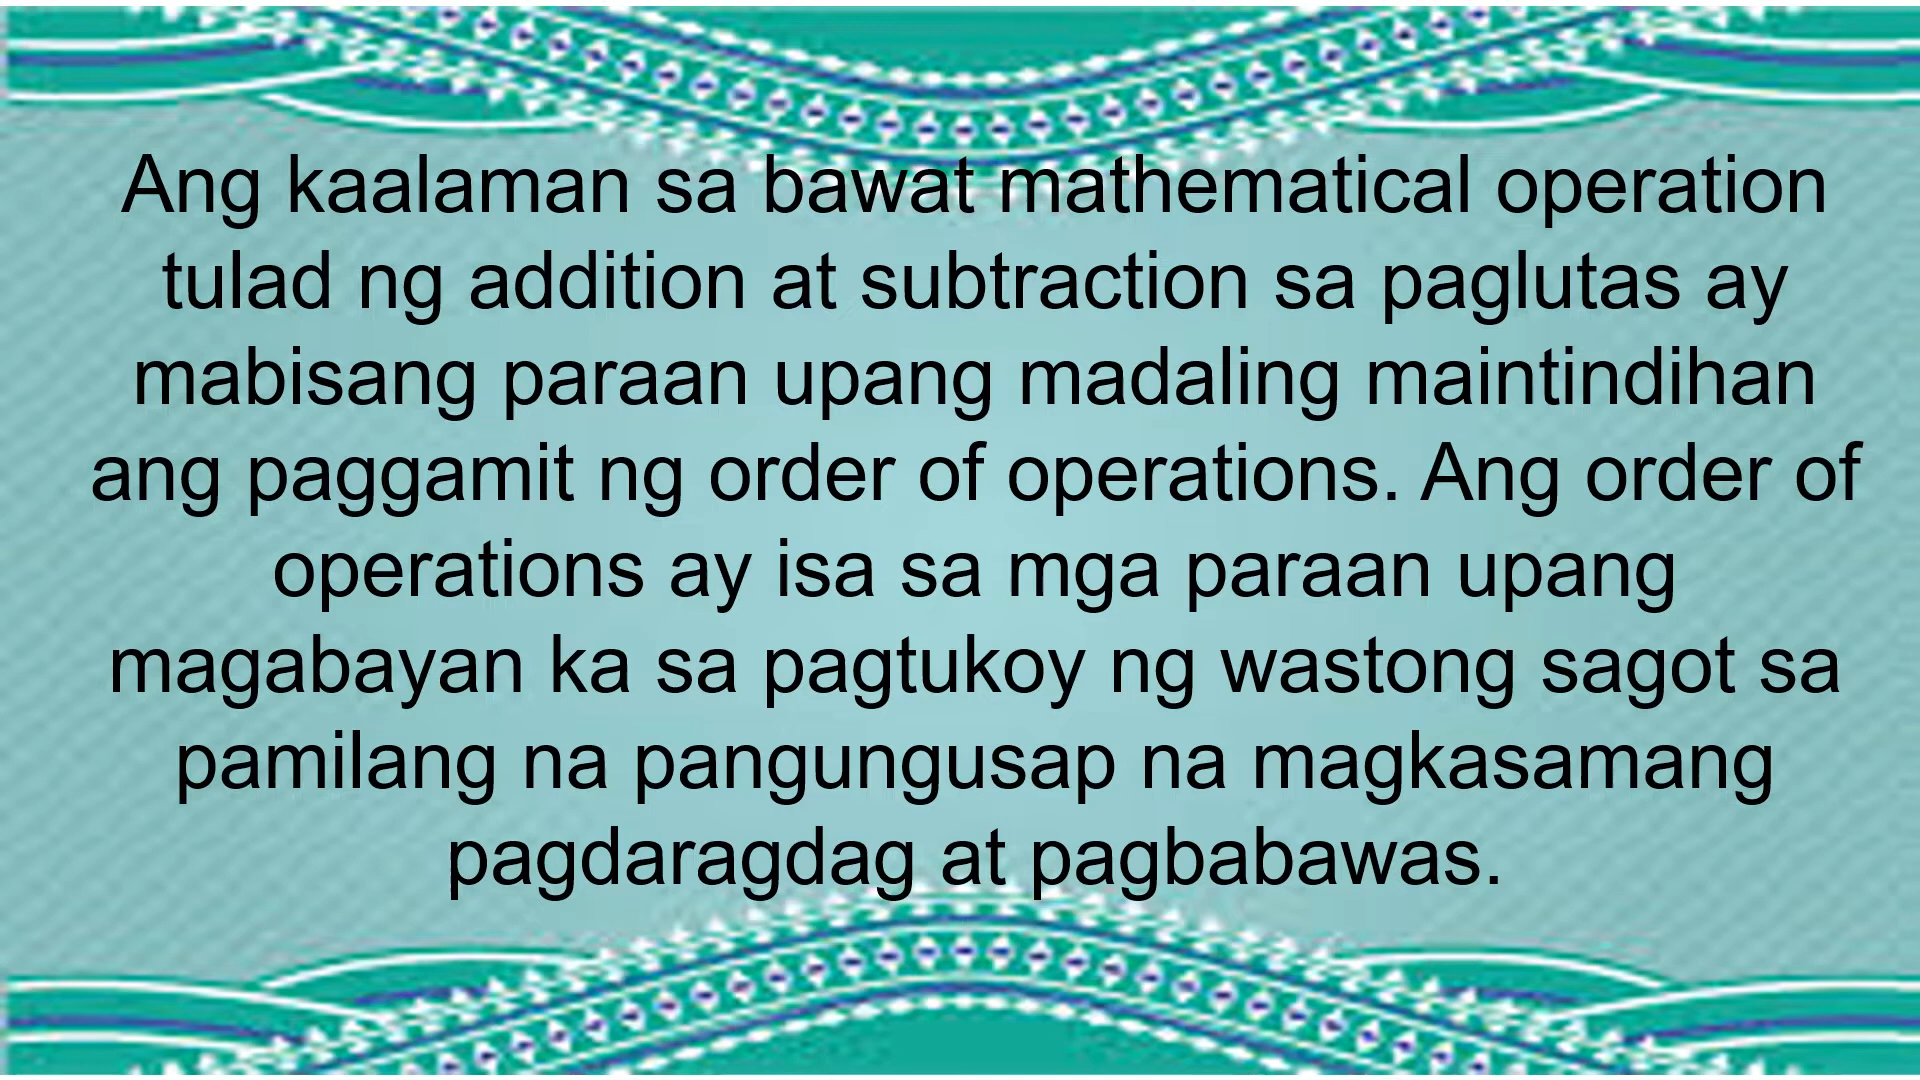 Ang kaalaman sa bawat mathematical operation
tulad ng addition at subtraction sa paglutas ay
mabisang paraan upang madaling maintindihan
ang paggamit ng order of operations. Ang order of
operations ay isa sa mga paraan upang
magabayan ka sa pagtukoy ng wastong sagot sa
pamilang na pangungusap na magkasamang
pagdaragdag at pagbabawas.